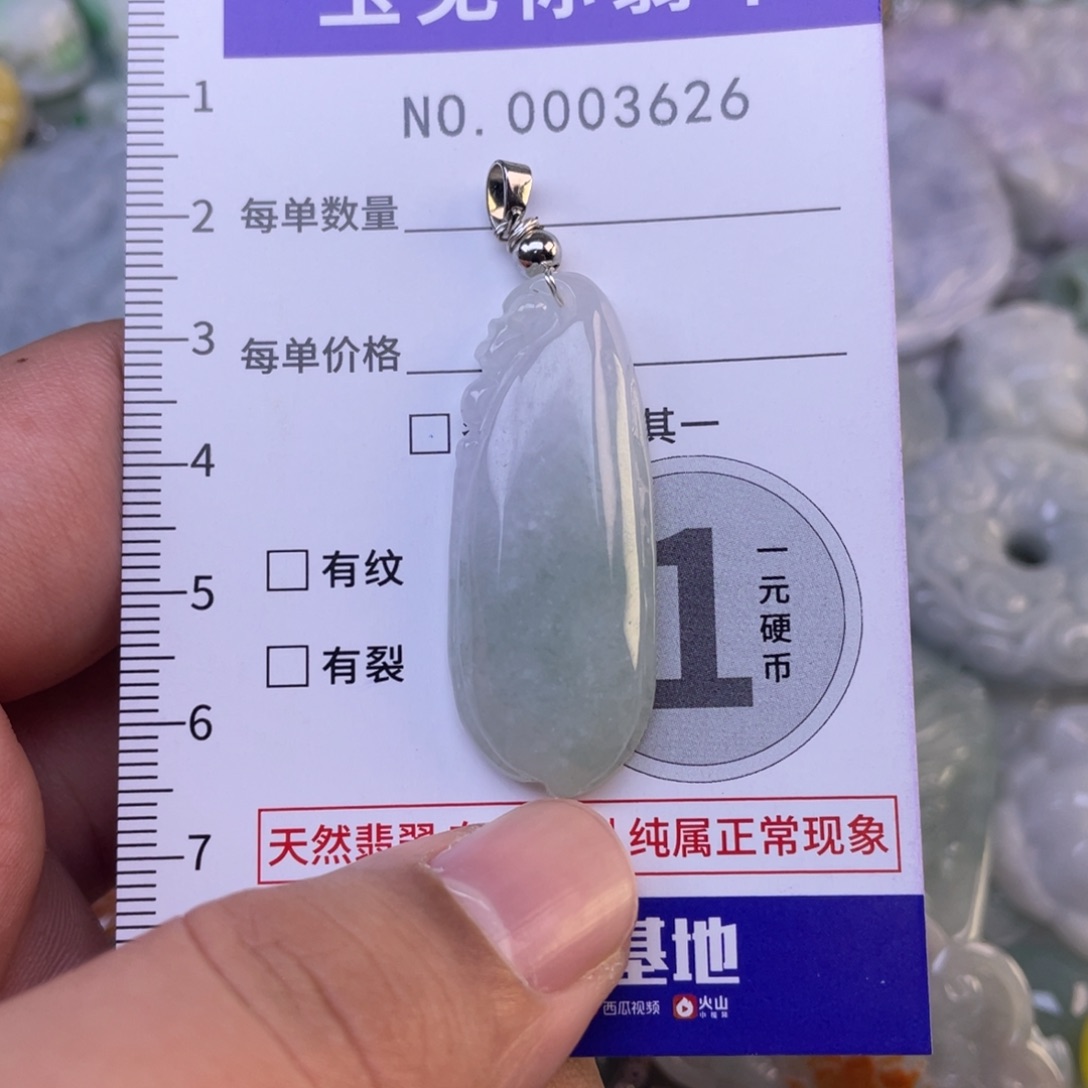 NO.0003626
1
2
每单数量
3
每单价格
□ 其一
4
□ 有纹
1
一元硬币
5
□ 有裂
6
天然翡翠 纯属正常现象
7
基地
西瓜视频 火山